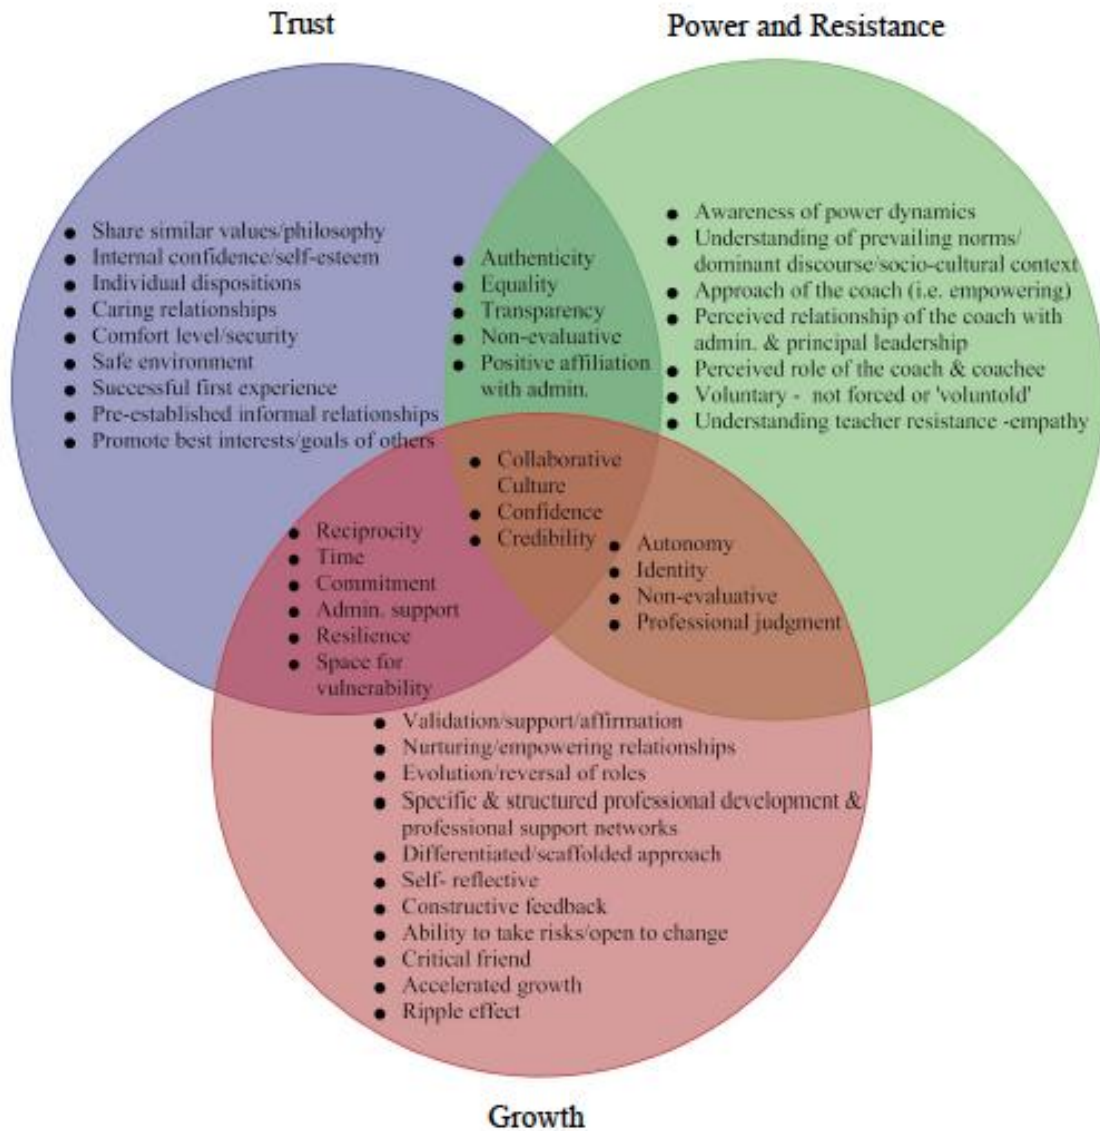 Trust
Power and Resistance
● Share similar values/philosophy
● Internal confidence/self-esteem
● Individual dispositions
● Caring relationships
● Comfort level/security
● Safe environment
● Successful first experience
● Pre-established informal relationships
● Promote best interests/goals of others
● Authenticity
● Equality
● Transparency
● Non-evaluative
● Positive affiliation
with admin.
● Awareness of power dynamics
● Understanding of prevailing norms/
dominant discourse/socio-cultural context
● Approach of the coach (i.e. empowering)
● Perceived relationship of the coach with
admin. & principal leadership
● Perceived role of the coach & coachee
● Voluntary - not forced or 'voluntold'
● Understanding teacher resistance -empathy
● Collaborative
Culture
● Confidence
● Credibility
● Reciprocity
● Time
● Commitment
● Admin. support
● Resilience
● Space for
vulnerability
● Autonomy
● Identity
● Non-evaluative
● Professional judgment
● Validation/support/affirmation
● Nurturing/empowering relationships
● Evolution/reversal of roles
● Specific & structured professional development &
professional support networks
● Differentiated/scaffolded approach
● Self- reflective
● Constructive feedback
● Ability to take risks/open to change
● Critical friend
● Accelerated growth
● Ripple effect
Growth